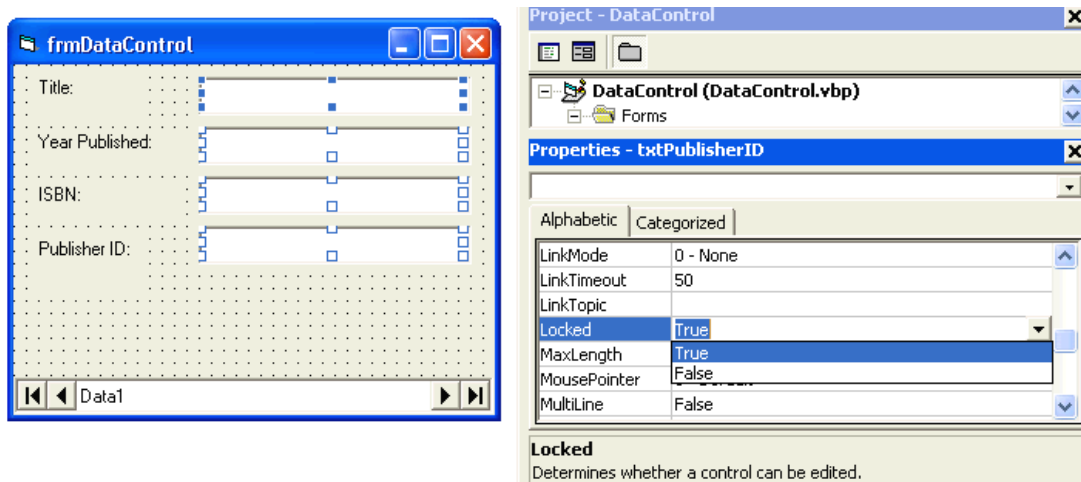 frmDataControl
Title:
Year Published:
ISBN:
Publisher ID:
Data1
Project - DataControl
DataControl (DataControl.vbp)
Forms
Properties - txtPublisherID
Alphabetic Categorized
LinkMode 0 - None
LinkTimeout 50
LinkTopic
Locked True
MaxLength True
False
MousePointer
MultiLine False
Locked
Determines whether a control can be edited.